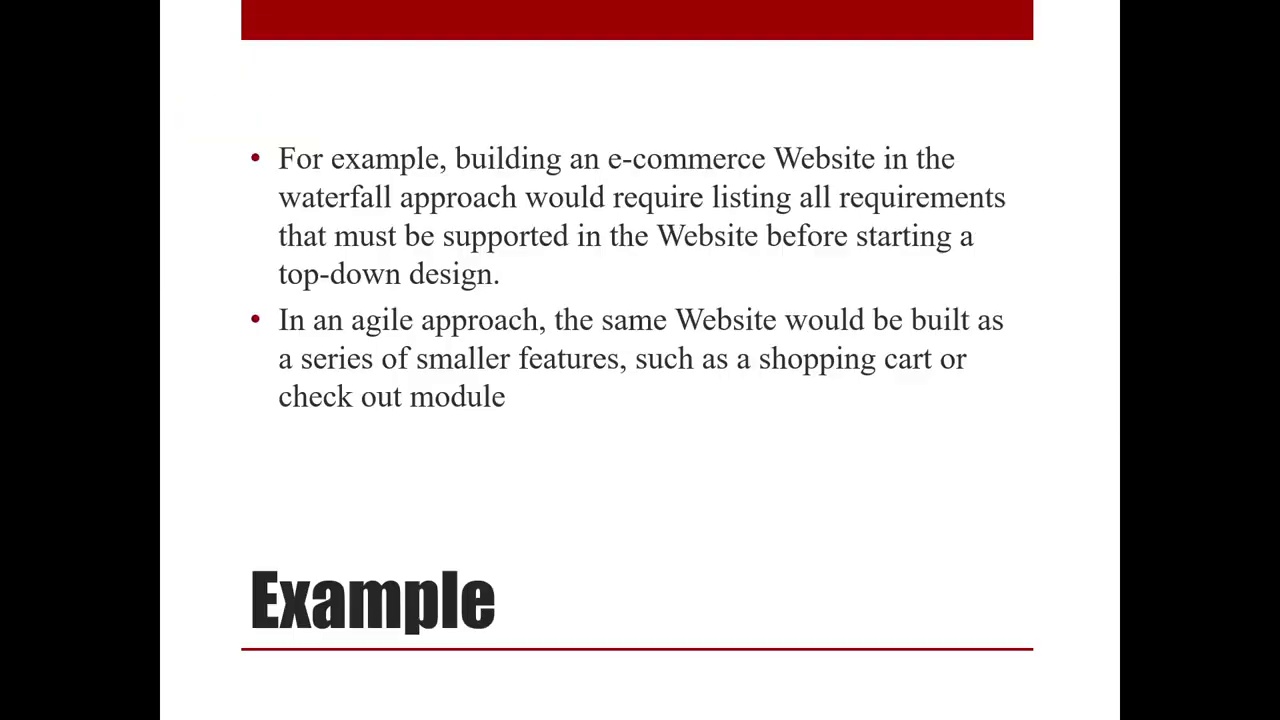 • For example, building an e-commerce Website in the
waterfall approach would require listing all requirements
that must be supported in the Website before starting a
top-down design.
• In an agile approach, the same Website would be built as
a series of smaller features, such as a shopping cart or
check out module
Example